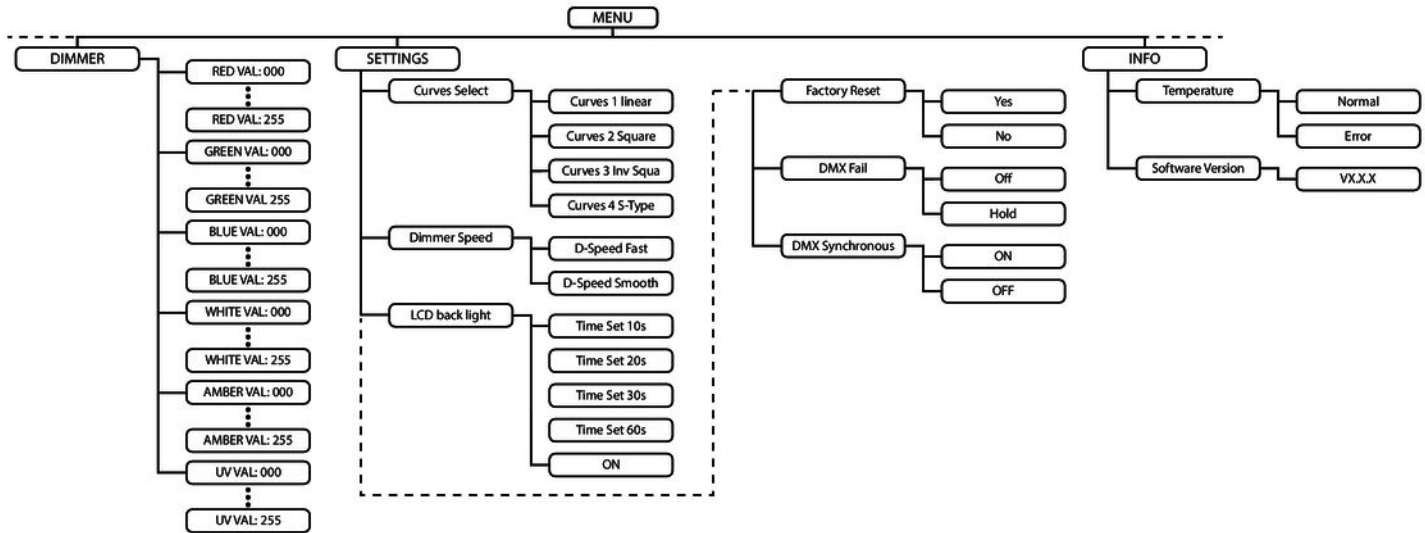 MENU
DIMMER
RED VAL: 000
RED VAL: 255
GREEN VAL: 000
GREEN VAL 255
BLUE VAL: 000
BLUE VAL: 255
WHITE VAL: 000
WHITE VAL: 255
AMBER VAL: 000
AMBER VAL: 255
UV VAL: 000
UV VAL: 255
SETTINGS
Curves Select
Curves 1 linear
Curves 2 Square
Curves 3 Inv Squa
Curves 4 S-Type
Dimmer Speed
D-Speed Fast
D-Speed Smooth
LCD back light
Time Set 10s
Time Set 20s
Time Set 30s
Time Set 60s
ON
Factory Reset
Yes
No
DMX Fail
Off
Hold
DMX Synchronous
ON
OFF
INFO
Temperature
Normal
Error
Software Version
VX.X.X